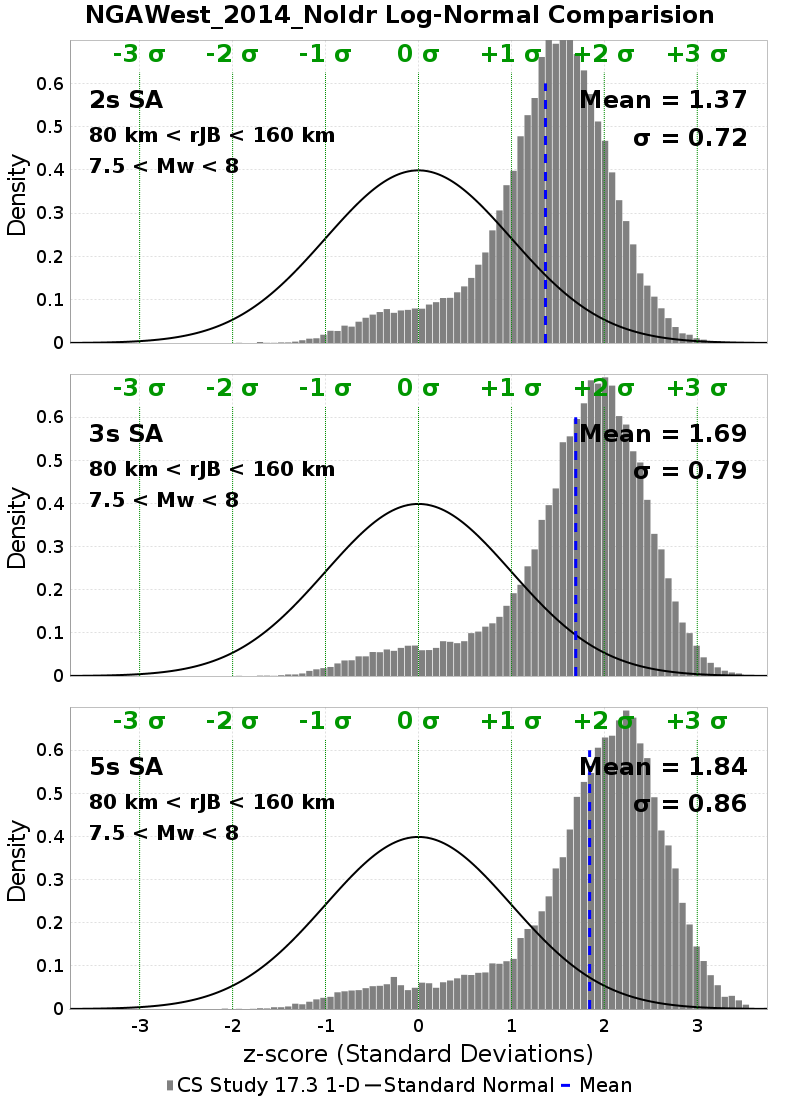 NGAWest_2014_NoIdr Log-Normal Comparision
-3 σ -2 σ -1 σ 0 σ +1 σ +2 σ +3 σ
0.6
2s SA
Mean = 1.37
0.5
80 km < rJB < 160 km
σ = 0.72
0.4
7.5 < Mw < 8
Density
0.3
0.2
0.1
0
-3 σ -2 σ -1 σ 0 σ +1 σ +2 σ +3 σ
0.6
3s SA
Mean = 1.69
0.5
80 km < rJB < 160 km
σ = 0.79
0.4
7.5 < Mw < 8
Density
0.3
0.2
0.1
0
-3 σ -2 σ -1 σ 0 σ +1 σ +2 σ +3 σ
0.6
5s SA
Mean = 1.84
0.5
80 km < rJB < 160 km
σ = 0.86
0.4
7.5 < Mw < 8
Density
0.3
0.2
0.1
0
-3 -2 -1 0 1 2 3
z-score (Standard Deviations)
CS Study 17.3 1-D Standard Normal Mean